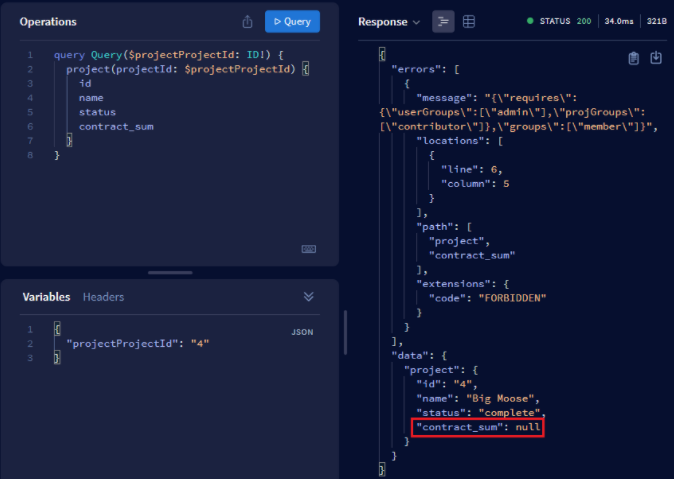 Operations
Query
1 query Query($projectProjectId: ID!) {
2 project(projectId: $projectProjectId) {
3 id
4 name
5 status
6 contract_sum
7 }
8 }
Variables Headers
JSON
1 {
2 "projectProjectId": "4"
3 }
Response
STATUS 200 34.0ms 321B
{
"errors": [
{
"message": "{\"requires\":
{\"userGroups\":[\"admin\"],\"projGroups\":
[\"contributor\"]},\"groups\":[\"member\"]}",
"locations": [
{
"line": 6,
"column": 5
}
],
"path": [
"project",
"contract_sum"
],
"extensions": {
"code": "FORBIDDEN"
}
}
],
"data": {
"project": {
"id": "4",
"name": "Big Moose",
"status": "complete",
"contract_sum": null
}
}
}